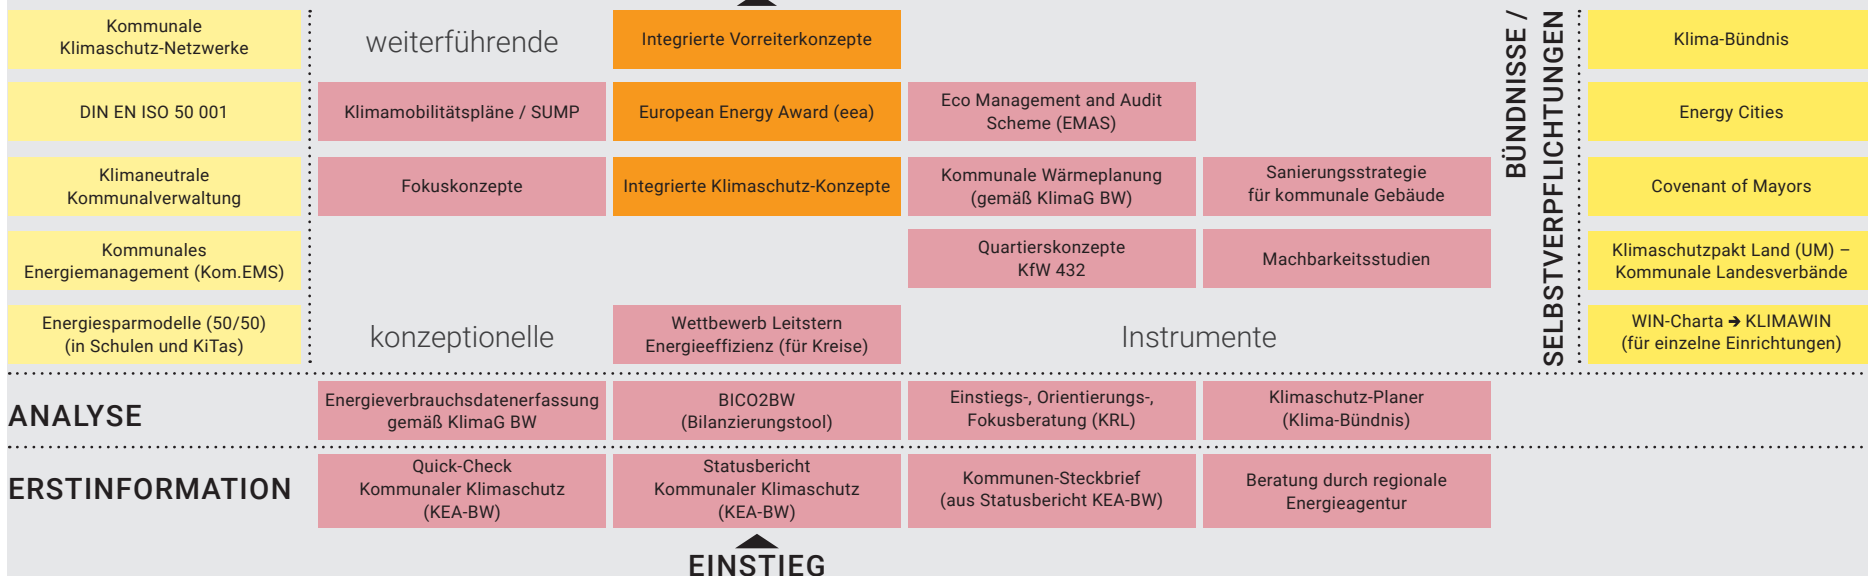 Kommunale
Klimaschutz-Netzwerke
weiterführende
Integrierte Vorreiterkonzepte
BÜNDNISSE /
SELBSTVERPFLICHTUNGEN
Klima-Bündnis
DIN EN ISO 50 001
Klimamobilitätspläne / SUMP
European Energy Award (eea)
Eco Management and Audit
Scheme (EMAS)
Energy Cities
Klimaneutrale
Kommunalverwaltung
Fokuskonzepte
Integrierte Klimaschutz-Konzepte
Kommunale Wärmeplanung
(gemäß KlimaG BW)
Sanierungsstrategie
für kommunale Gebäude
Covenant of Mayors
Kommunales
Energiemanagement (Kom.EMS)
Quartierskonzepte
KfW 432
Machbarkeitsstudien
Klimaschutzpakt Land (UM) –
Kommunale Landesverbände
Energiesparmodelle (50/50)
(in Schulen und KiTas)
konzeptionelle
Wettbewerb Leitstern
Energieeffizienz (für Kreise)
Instrumente
WIN-Charta ➔ KLIMAWIN
(für einzelne Einrichtungen)
ANALYSE
Energieverbrauchsdatenerfassung
gemäß KlimaG BW
BICO2BW
(Bilanzierungstool)
Einstiegs-, Orientierungs-,
Fokusberatung (KRL)
Klimaschutz-Planer
(Klima-Bündnis)
ERSTINFORMATION
Quick-Check
Kommunaler Klimaschutz
(KEA-BW)
Statusbericht
Kommunaler Klimaschutz
(KEA-BW)
Kommunen-Steckbrief
(aus Statusbericht KEA-BW)
Beratung durch regionale
Energieagentur
EINSTIEG